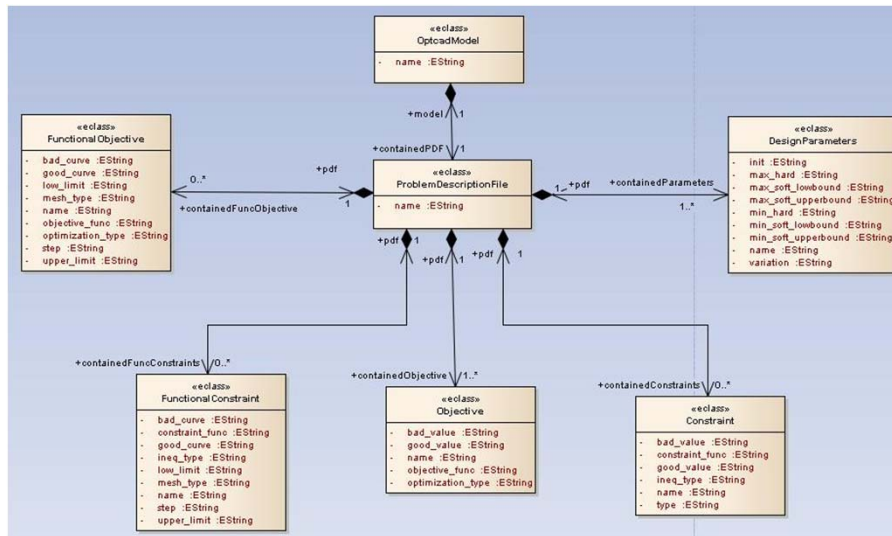 «eclass»
OptcadModel
- name :EString
+model 1
+containedPDF 1
«eclass»
FunctionalObjective
- bad_curve :EString
- good_curve :EString
- low_limit :EString
- mesh_type :EString
- name :EString
- objective_func :EString
- optimization_type :EString
- step :EString
- upper_limit :EString
0..*
+containedFuncObjective
+pdf
1
«eclass»
ProblemDescriptionFile
- name :EString
1 +pdf
+containedParameters
1..*
«eclass»
DesignParameters
- init :EString
- max_hard :EString
- max_soft_lowbound :EString
- max_soft_upperbound :EString
- min_hard :EString
- min_soft_lowbound :EString
- min_soft_upperbound :EString
- name :EString
- variation :EString
+pdf 1
+pdf 1
+pdf 1
+containedFuncConstraints 0..*
«eclass»
FunctionalConstraint
- bad_curve :EString
- constraint_func :EString
- good_curve :EString
- ineq_type :EString
- low_limit :EString
- mesh_type :EString
- name :EString
- step :EString
- upper_limit :EString
+containedObjective 1..*
«eclass»
Objective
- bad_value :EString
- good_value :EString
- name :EString
- objective_func :EString
- optimization_type :EString
+containedConstraints 0..*
«eclass»
Constraint
- bad_value :EString
- constraint_func :EString
- good_value :EString
- ineq_type :EString
- name :EString
- type :EString